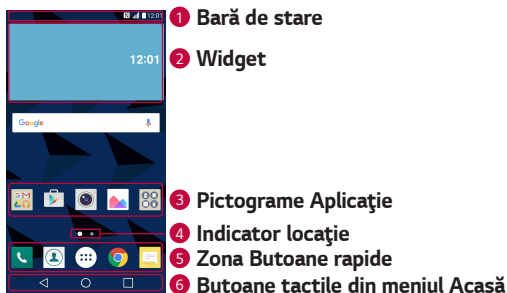 12:01
1 Bară de stare
12:01
2 Widget
Google
3 Pictograme Aplicaţie
4 Indicator locaţie
5 Zona Butoane rapide
6 Butoane tactile din meniul Acasă